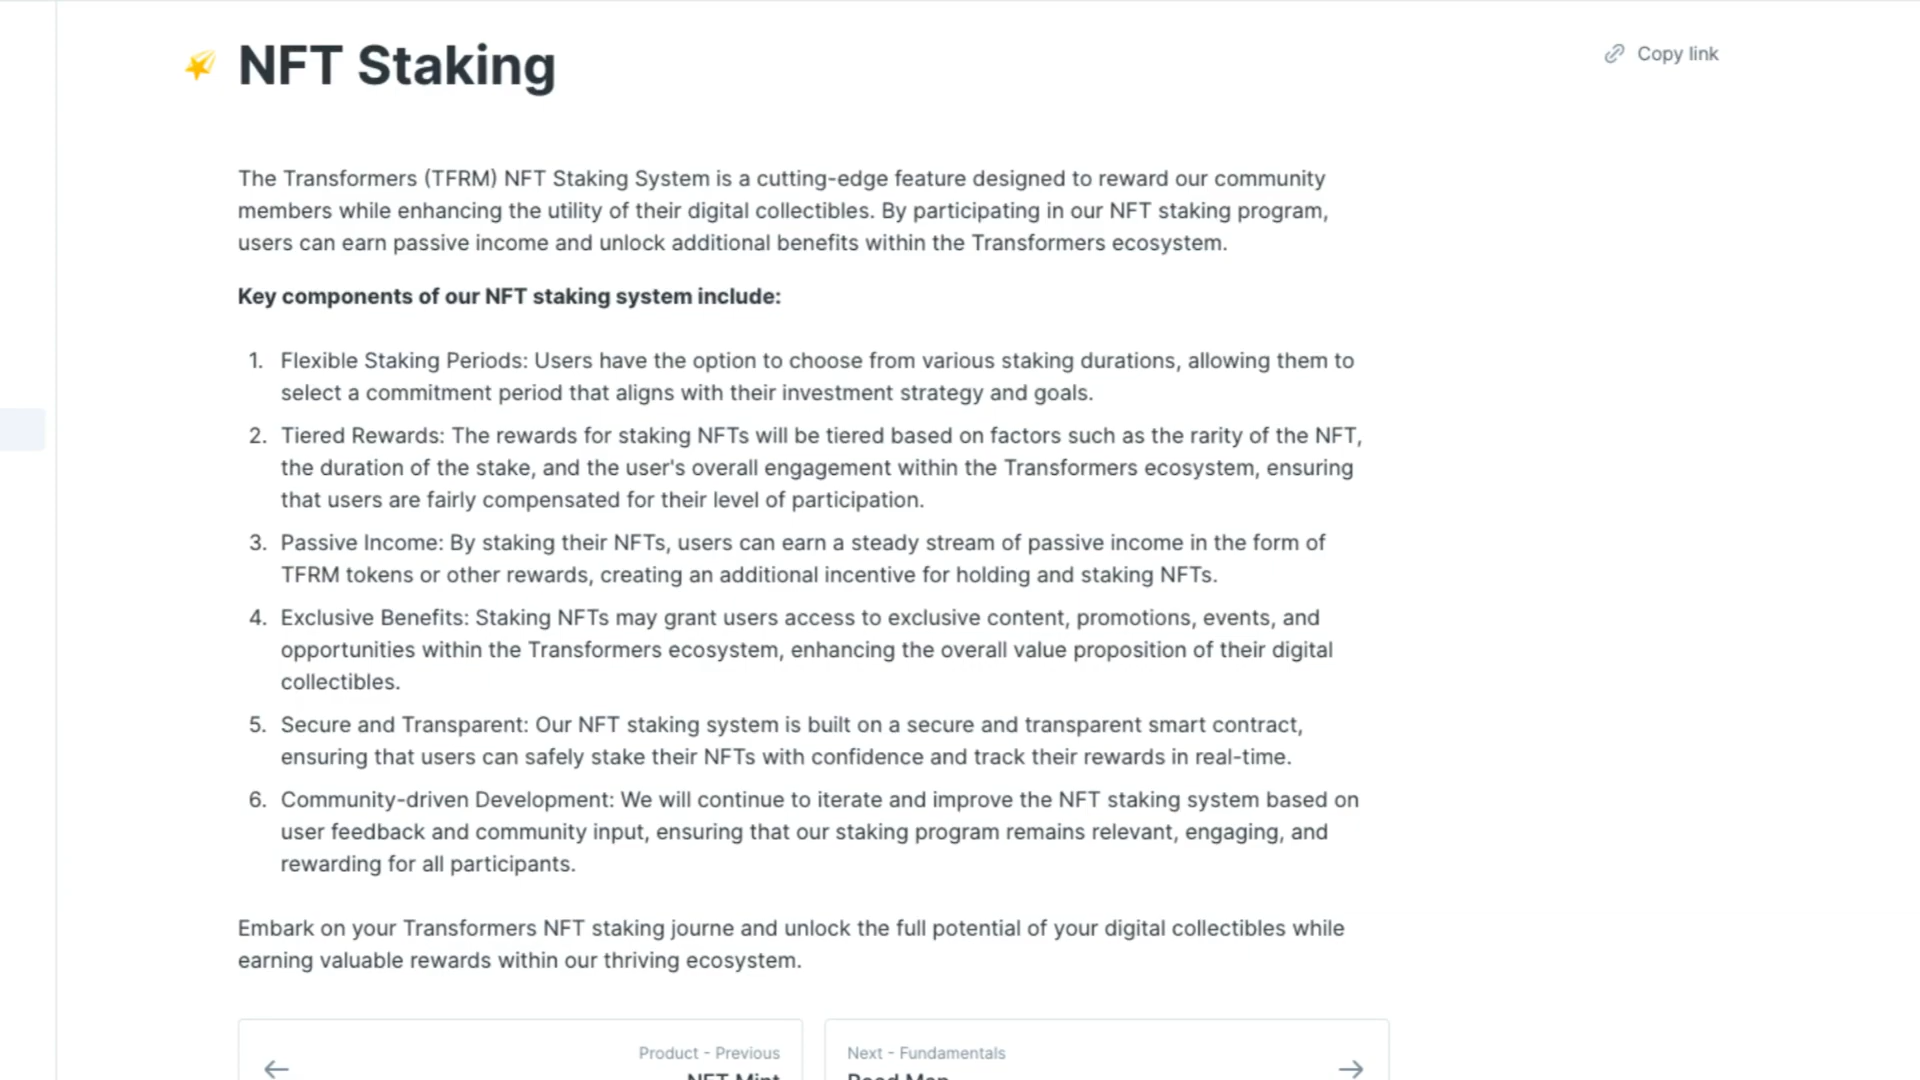 NFT Staking
Copy link
The Transformers (TFRM) NFT Staking System is a cutting-edge feature designed to reward our community
members while enhancing the utility of their digital collectibles. By participating in our NFT staking program,
users can earn passive income and unlock additional benefits within the Transformers ecosystem.
Key components of our NFT staking system include:
1. Flexible Staking Periods: Users have the option to choose from various staking durations, allowing them to
select a commitment period that aligns with their investment strategy and goals.
2. Tiered Rewards: The rewards for staking NFTs will be tiered based on factors such as the rarity of the NFT,
the duration of the stake, and the user's overall engagement within the Transformers ecosystem, ensuring
that users are fairly compensated for their level of participation.
3. Passive Income: By staking their NFTs, users can earn a steady stream of passive income in the form of
TFRM tokens or other rewards, creating an additional incentive for holding and staking NFTs.
4. Exclusive Benefits: Staking NFTs may grant users access to exclusive content, promotions, events, and
opportunities within the Transformers ecosystem, enhancing the overall value proposition of their digital
collectibles.
5. Secure and Transparent: Our NFT staking system is built on a secure and transparent smart contract,
ensuring that users can safely stake their NFTs with confidence and track their rewards in real-time.
6. Community-driven Development: We will continue to iterate and improve the NFT staking system based on
user feedback and community input, ensuring that our staking program remains relevant, engaging, and
rewarding for all participants.
Embark on your Transformers NFT staking journe and unlock the full potential of your digital collectibles while
earning valuable rewards within our thriving ecosystem.
Product - Previous
NFT Mint
Next - Fundamentals
Road Map